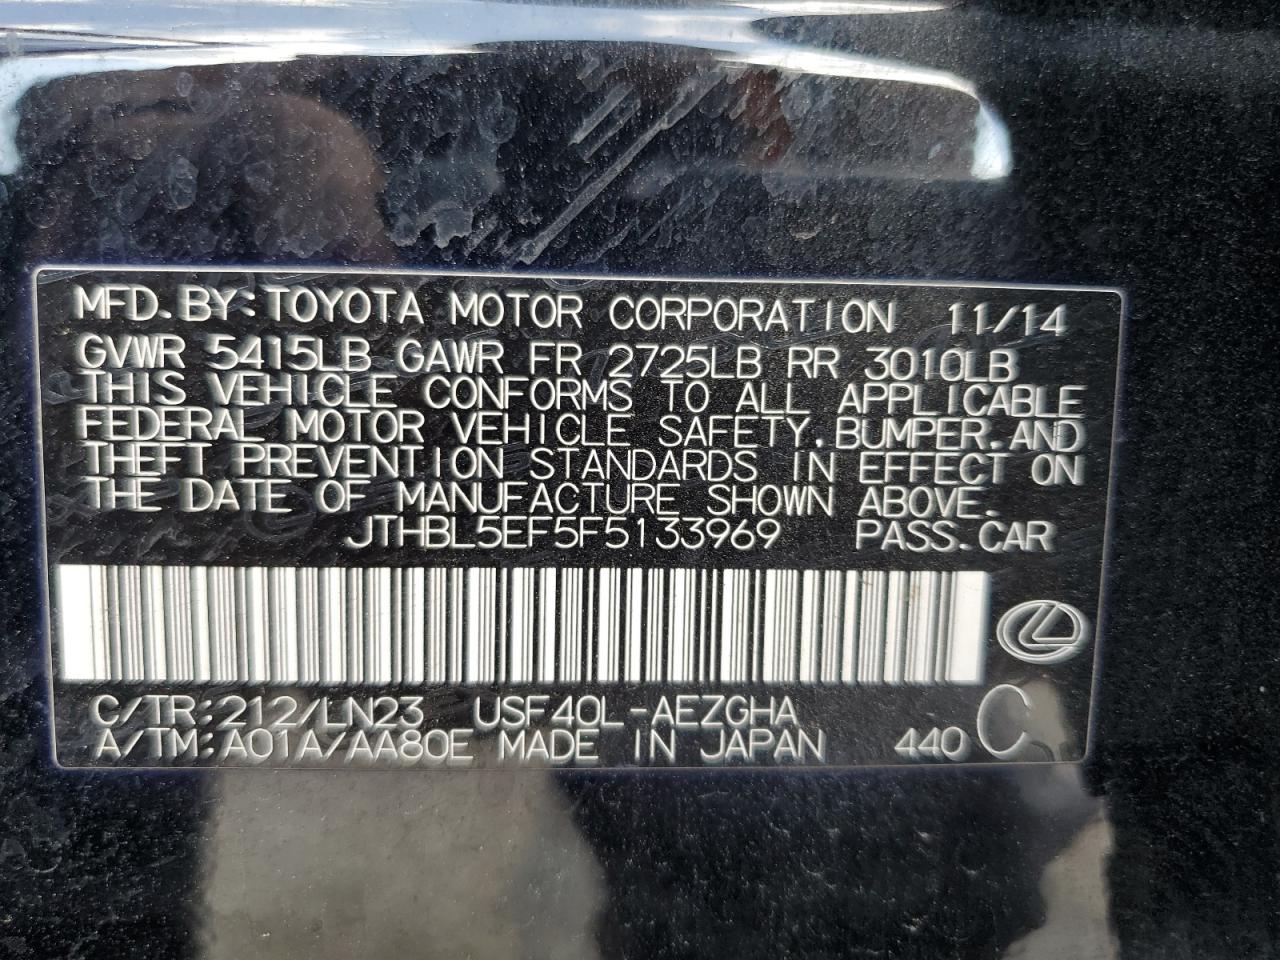 MFD. BY: TOYOTA MOTOR CORPORATION 11/14
GVWR 5415LB GAWR FR 2725LB RR 3010LB
THIS VEHICLE CONFORMS TO ALL APPLICABLE
FEDERAL MOTOR VEHICLE SAFETY, BUMPER, AND
THEFT PREVENTION STANDARDS IN EFFECT ON
THE DATE OF MANUFACTURE SHOWN ABOVE.
JTHBL5EF5F5133969 PASS. CAR
C/TR: 212/LN23 USF40L-AEZGHA
A/TM: A01A/AA80E MADE IN JAPAN 440 C